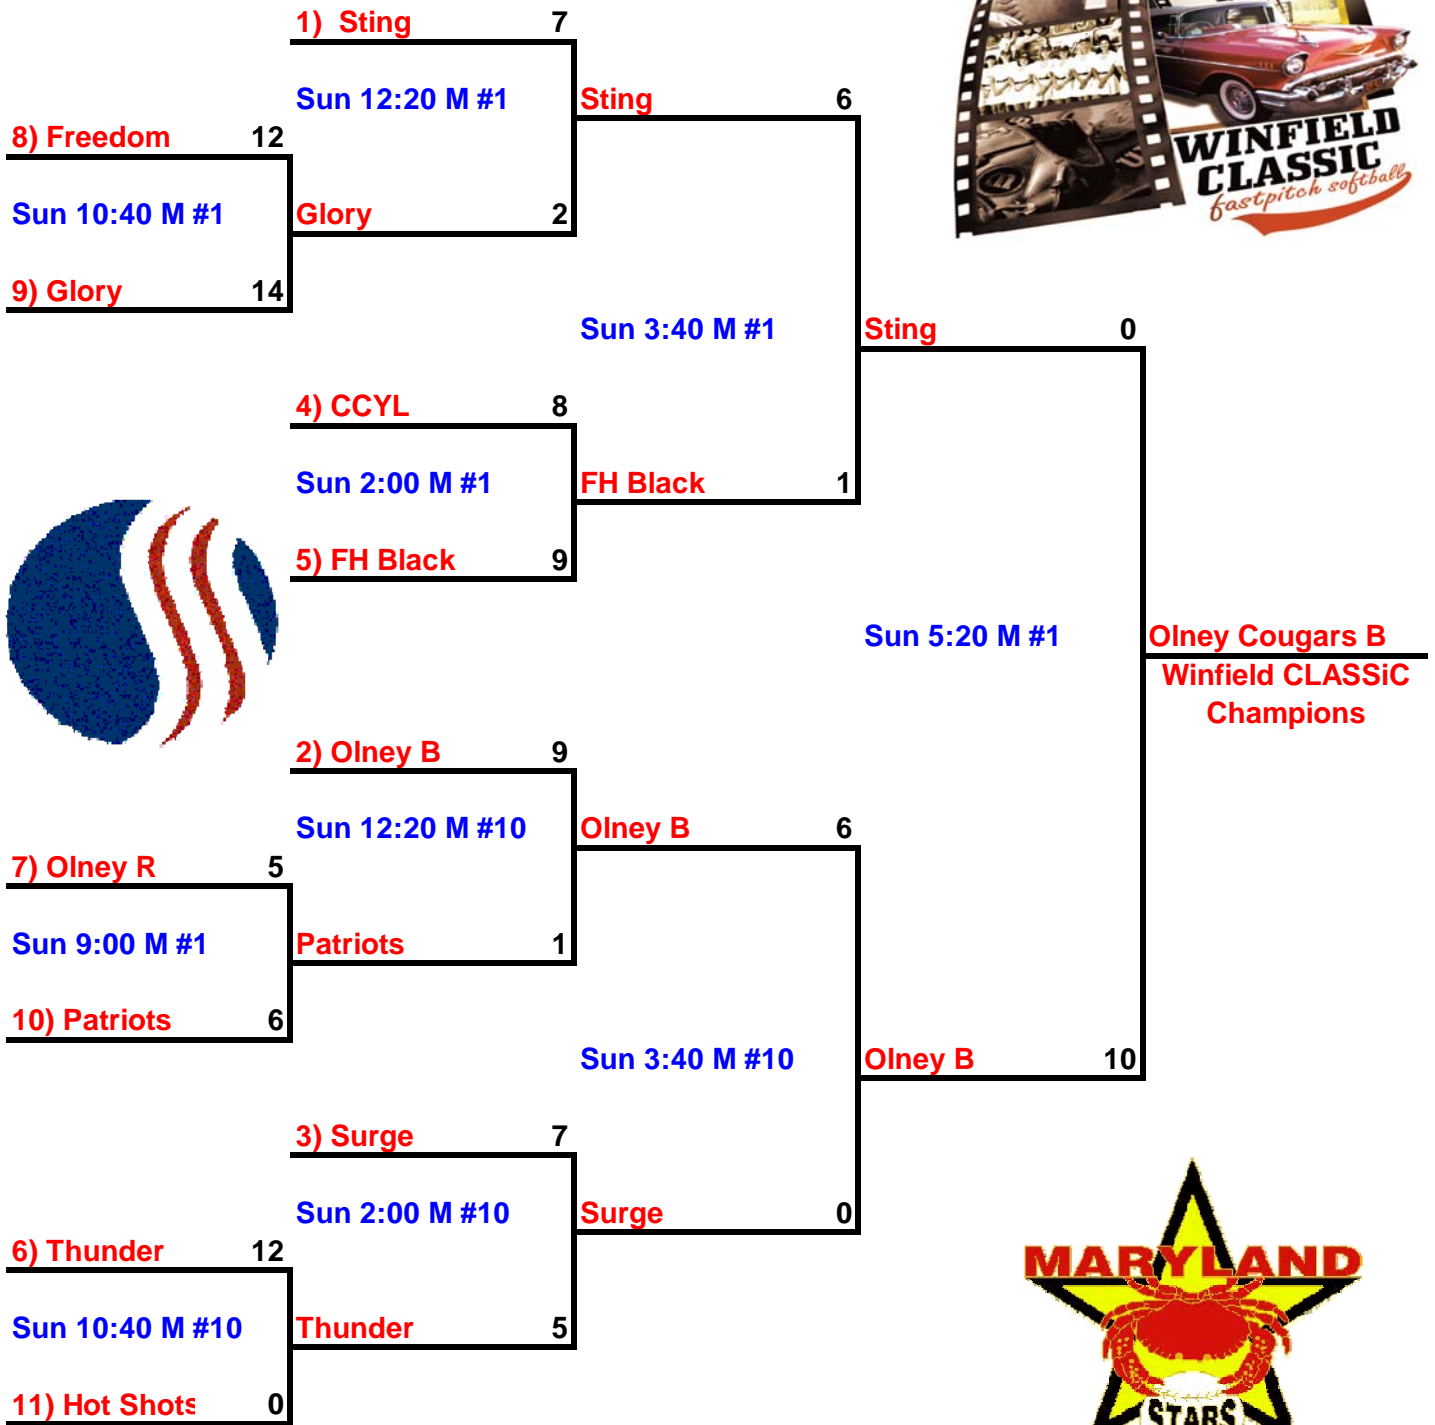 1) Sting 7
Sun 12:20 M #1
Sting 6
8) Freedom 12
WINFIELD
CLASSIC
fastpitch softball
Sun 10:40 M #1
Glory 2
9) Glory 14
Sun 3:40 M #1
Sting 0
4) CCYL 8
Sun 2:00 M #1
FH Black 1
5) FH Black 9
Sun 5:20 M #1
Olney Cougars B
Winfield CLASSiC
Champions
2) Olney B 9
Sun 12:20 M #10
Olney B 6
7) Olney R 5
Sun 9:00 M #1
Patriots 1
10) Patriots 6
Sun 3:40 M #10
Olney B 10
3) Surge 7
Sun 2:00 M #10
Surge 0
6) Thunder 12
MARYLAND
Sun 10:40 M #10
Thunder 5
11) Hot Shots 0
STARS